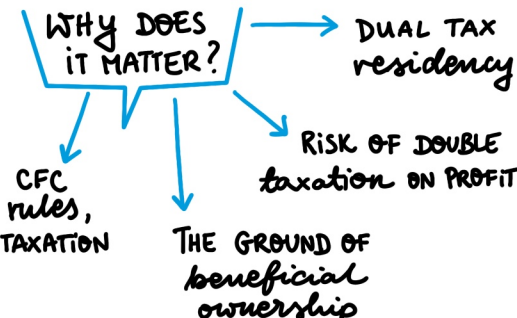 WHY DOES
IT MATTER?
DUAL TAX
residency
RISK OF DOUBLE
taxation ON PROFIT
CFC
rules,
TAXATION
THE GROUND OF
beneficial
ownership